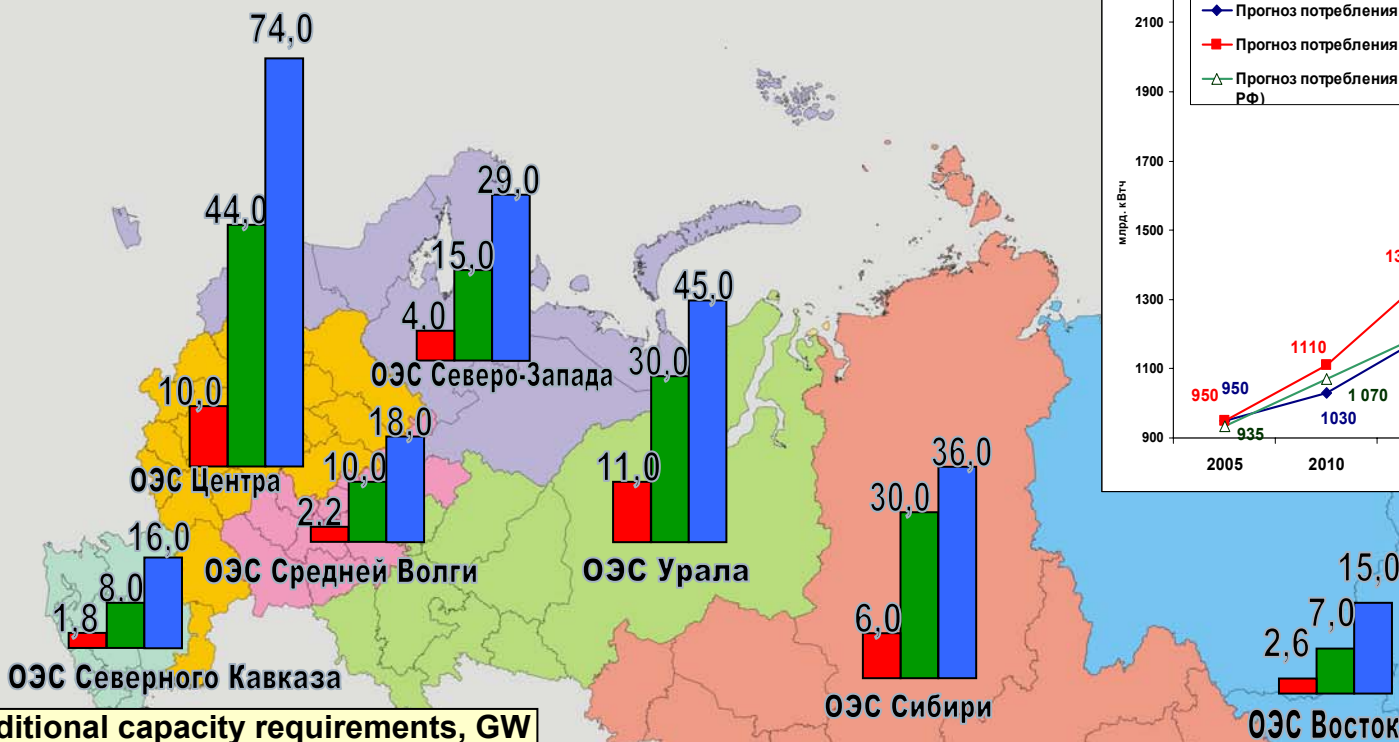 74,0
44,0
10,0
ОЭС Центра
29,0
15,0
4,0
ОЭС Северо-Запада
18,0
10,0
2,2
ОЭС Средней Волги
16,0
8,0
1,8
ОЭС Северного Кавказа
45,0
30,0
11,0
ОЭС Урала
36,0
30,0
6,0
ОЭС Сибири
15,0
7,0
2,6
ОЭС Восток
ditional capacity requirements, GW
Прогноз потребления
Прогноз потребления
Прогноз потребления
РФ)
млрд. кВтч
2100
1900
1700
1500
1300
1100
900
13
1110
950
950
935
1030
1 070
2005
2010